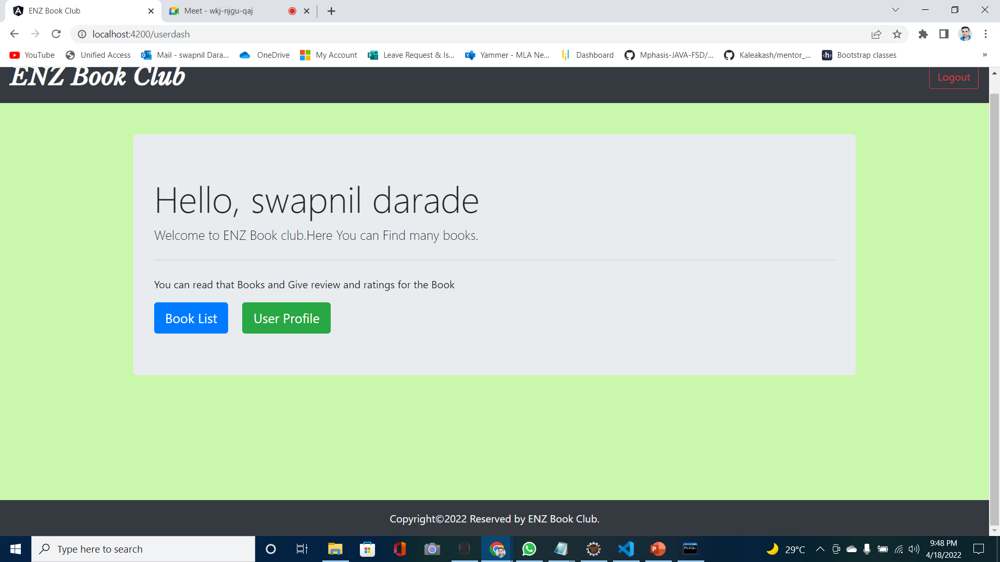 ENZ Book Club
Meet - wkj-njgu-qaj
localhost:4200/userdash
YouTube
Unified Access
Mail - swapnil Dara...
OneDrive
My Account
Leave Request & Is...
Yammer - MLA Ne...
Dashboard
Mphasis-JAVA-FSD/...
Kaleakash/mentor_...
Bootstrap classes
»
ENZ Book Club
Logout
Hello, swapnil darade
Welcome to ENZ Book club.Here You can Find many books.
You can read that Books and Give review and ratings for the Book
Book List
User Profile
Copyright©2022 Reserved by ENZ Book Club.
Type here to search
29°C
9:48 PM
4/18/2022